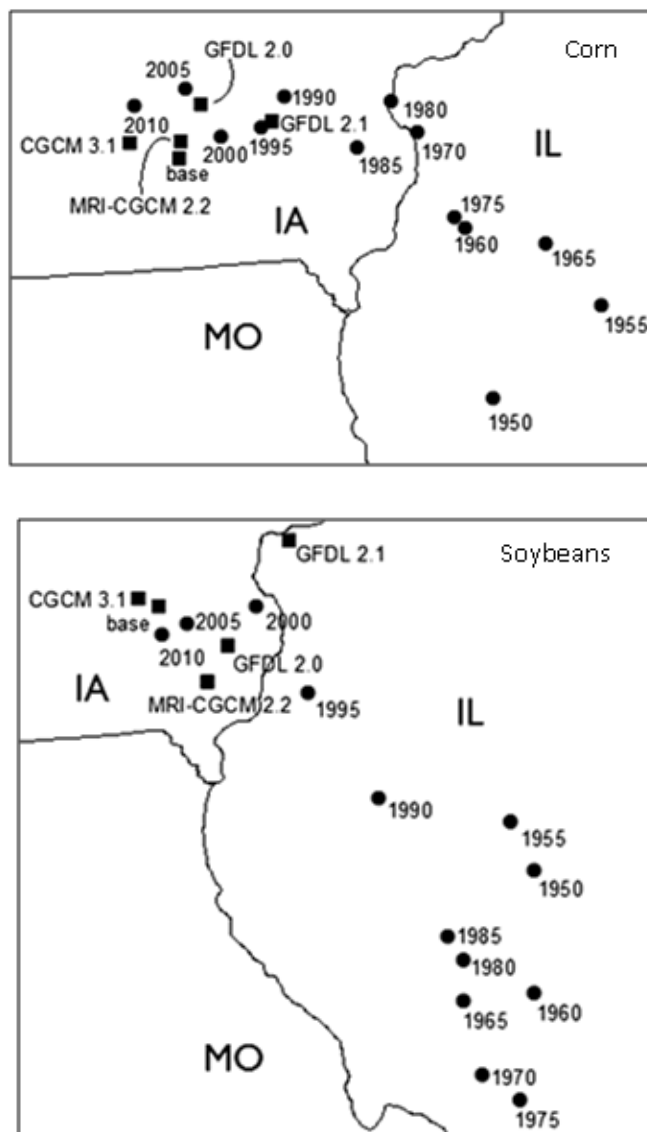 GFDL 2.0
Corn
2005
1990
1980
2010
GFDL 2.1
CGCM 3.1
2000
1995
1970
base
1985
IL
MRI-CGCM 2.2
1975
IA
1960
1965
MO
1955
1950
GFDL 2.1
Soybeans
CGCM 3.1
base
2005
2000
2010
GFDL 2.0
IA
MRI-CGCM 2.2
1995
IL
1990
1955
1950
1985
1980
1965
1960
MO
1970
1975